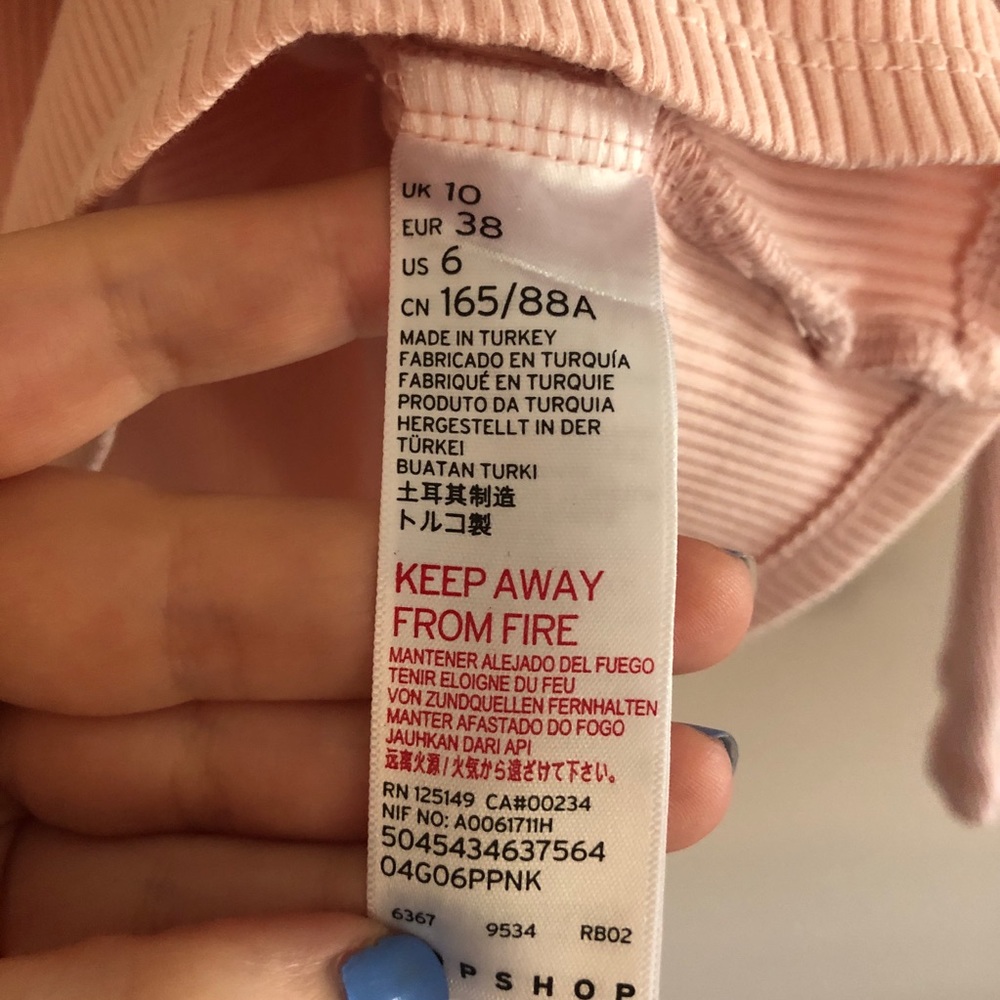 UK 10
EUR 38
US 6
CN 165/88A
MADE IN TURKEY
FABRICADO EN TURQUÍA
FABRIQUÉ EN TURQUIE
PRODUTO DA TURQUIA
HERGESTELLT IN DER
TÜRKEI
BUATAN TURKI
土耳其制造
トルコ製
KEEP AWAY
FROM FIRE
MANTENER ALEJADO DEL FUEGO
TENIR ELOIGNE DU FEU
VON ZUNDQUELLEN FERNHALTEN
MANTER AFASTADO DO FOGO
JAUHKAN DARI API
远离火源/火気から遠ざけて下さい。
RN 125149 CA#00234
NIF NO: A0061711H
5045434637564
04G06PPNK
6367 9534 RB02
OPSHOP